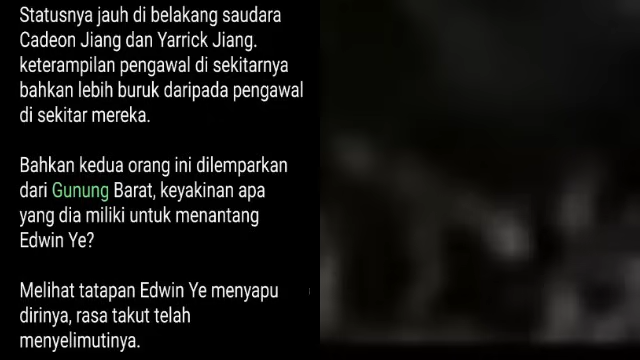 Statusnya jauh di belakang saudara
Cadeon Jiang dan Yarrick Jiang.
keterampilan pengawal di sekitarnya
bahkan lebih buruk daripada pengawal
di sekitar mereka.
Bahkan kedua orang ini dilemparkan
dari Gunung Barat, keyakinan apa
yang dia miliki untuk menantang
Edwin Ye?
Melihat tatapan Edwin Ye menyapu
dirinya, rasa takut telah
menyelimutinya.